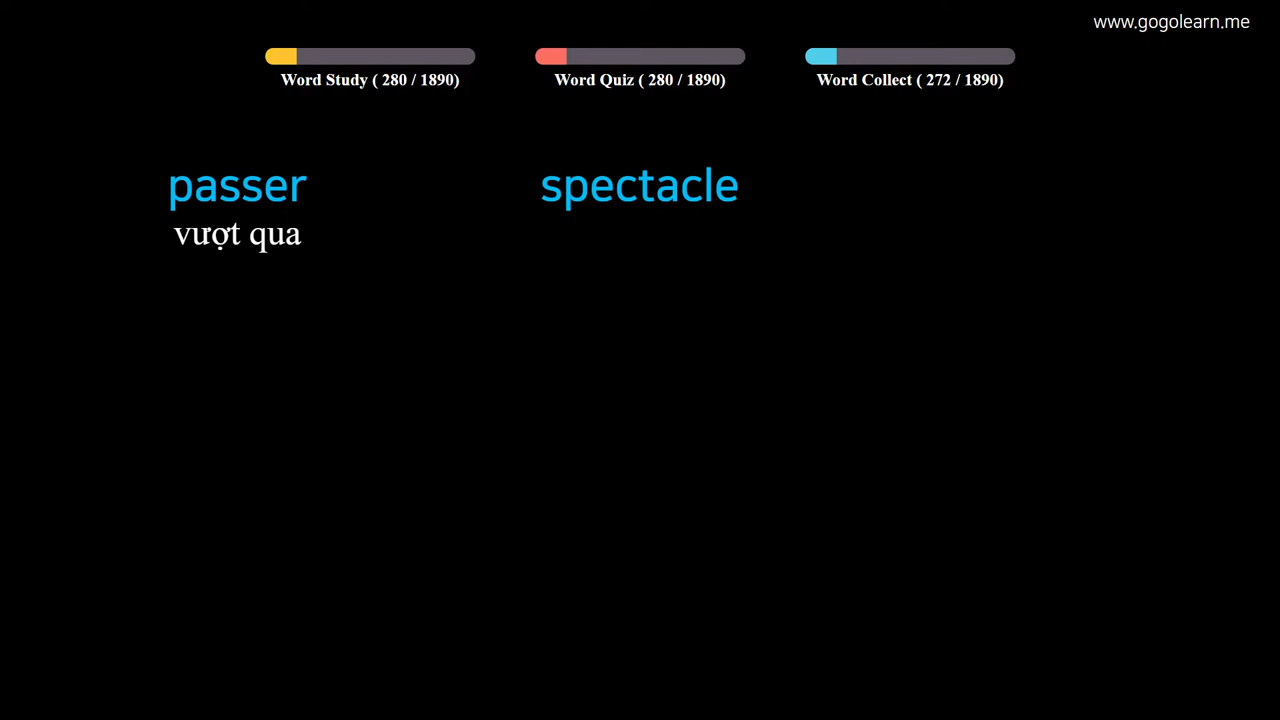 www.gogolearn.me
Word Study ( 280 / 1890)
Word Quiz ( 280 / 1890)
Word Collect ( 272 / 1890)
passer
spectacle
vượt qua